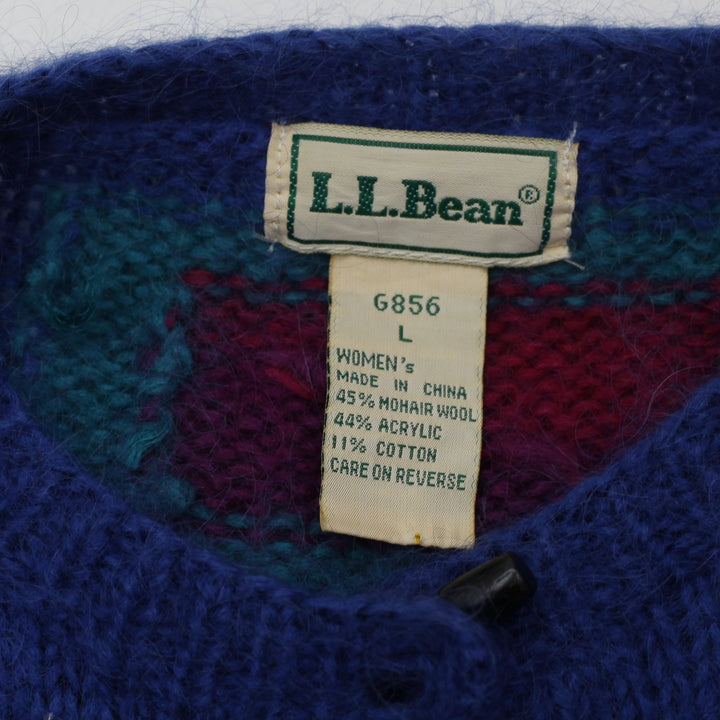 L.L.Bean®
G856
L
WOMEN's
MADE IN CHINA
45% MOHAIR WOOL
44% ACRYLIC
11% COTTON
CARE ON REVERSE